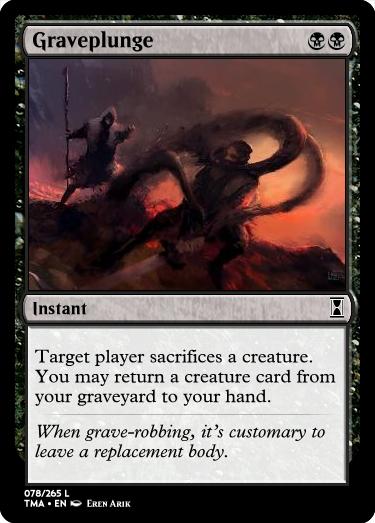 Graveplunge
Instant
Target player sacrifices a creature.
You may return a creature card from
your graveyard to your hand.
When grave-robbing, it's customary to
leave a replacement body.
078/265 L
TMA • EN Eren Arik